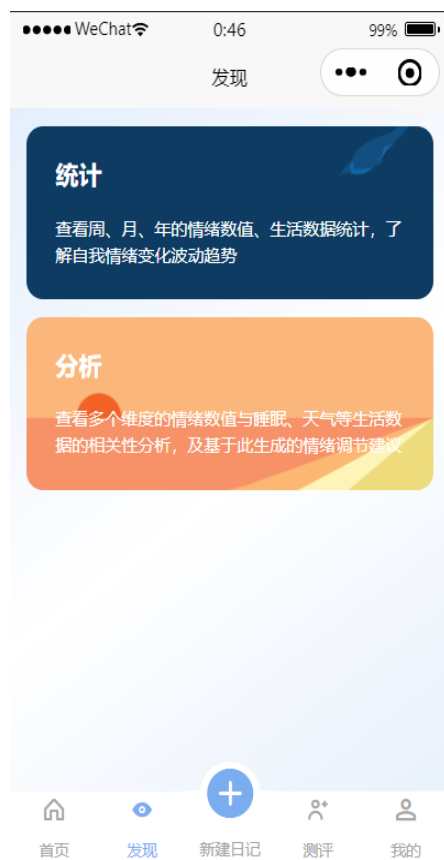 WeChat 0:46 99%
发现
统计
查看周、月、年的情绪数值、生活数据统计，了
解自我情绪变化波动趋势
分析
查看多个维度的情绪数值与睡眠、天气等生活数
据的相关性分析，及基于此生成的情绪调节建议
首页 发现 新建日记 测评 我的